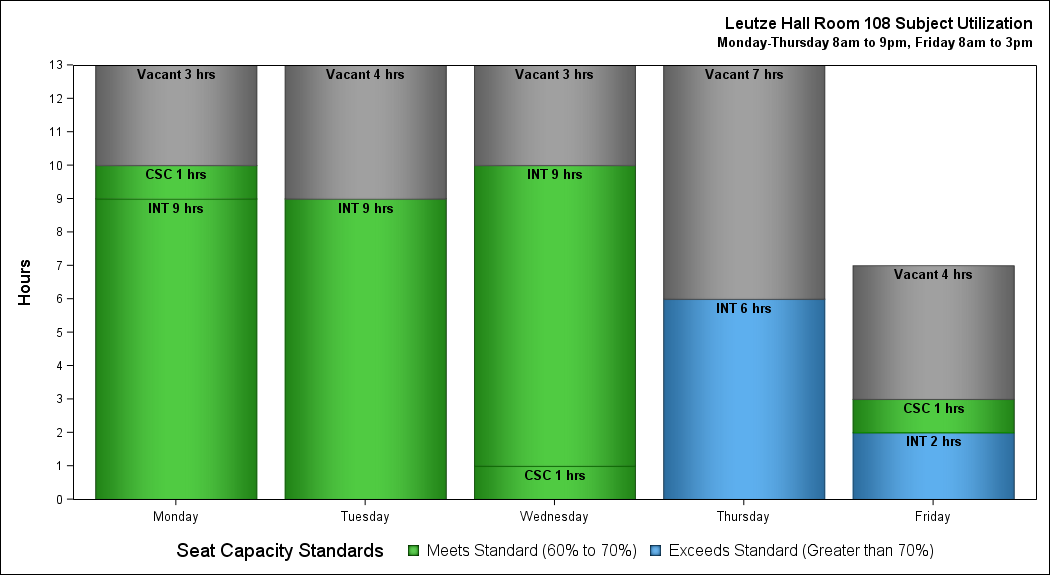 Leutze Hall Room 108 Subject Utilization
Monday-Thursday 8am to 9pm, Friday 8am to 3pm
Hours
13
12
11
10
9
8
7
6
5
4
3
2
1
0
Vacant 3 hrs
CSC 1 hrs
INT 9 hrs
Vacant 4 hrs
INT 9 hrs
Vacant 3 hrs
INT 9 hrs
CSC 1 hrs
Vacant 7 hrs
INT 6 hrs
Vacant 4 hrs
CSC 1 hrs
INT 2 hrs
Monday Tuesday Wednesday Thursday Friday
Seat Capacity Standards Meets Standard (60% to 70%) Exceeds Standard (Greater than 70%)